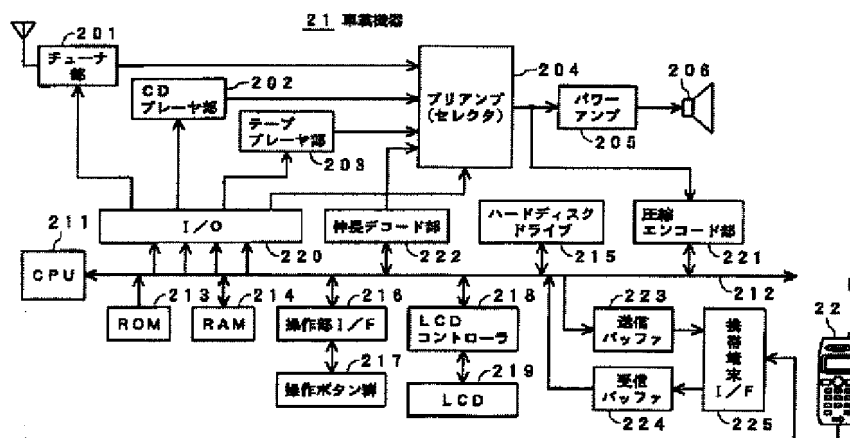 21 車載機器
201
チューナ
部
202
CD
プレーヤ部
テープ
プレーヤ部
203
プリアンプ
(セレクタ)
204
パワー
アンプ
205
206
211
CPU
I/O
220
伸長デコード部
222
ハードディスク
ドライブ
215
圧縮
エンコード部
221
212
ROM
213
RAM
214
操作部I/F
216
操作ボタン群
217
LCD
コントローラ
218
LCD
219
送信
バッファ
223
受信
バッファ
224
携帯端末
I/F
225
22